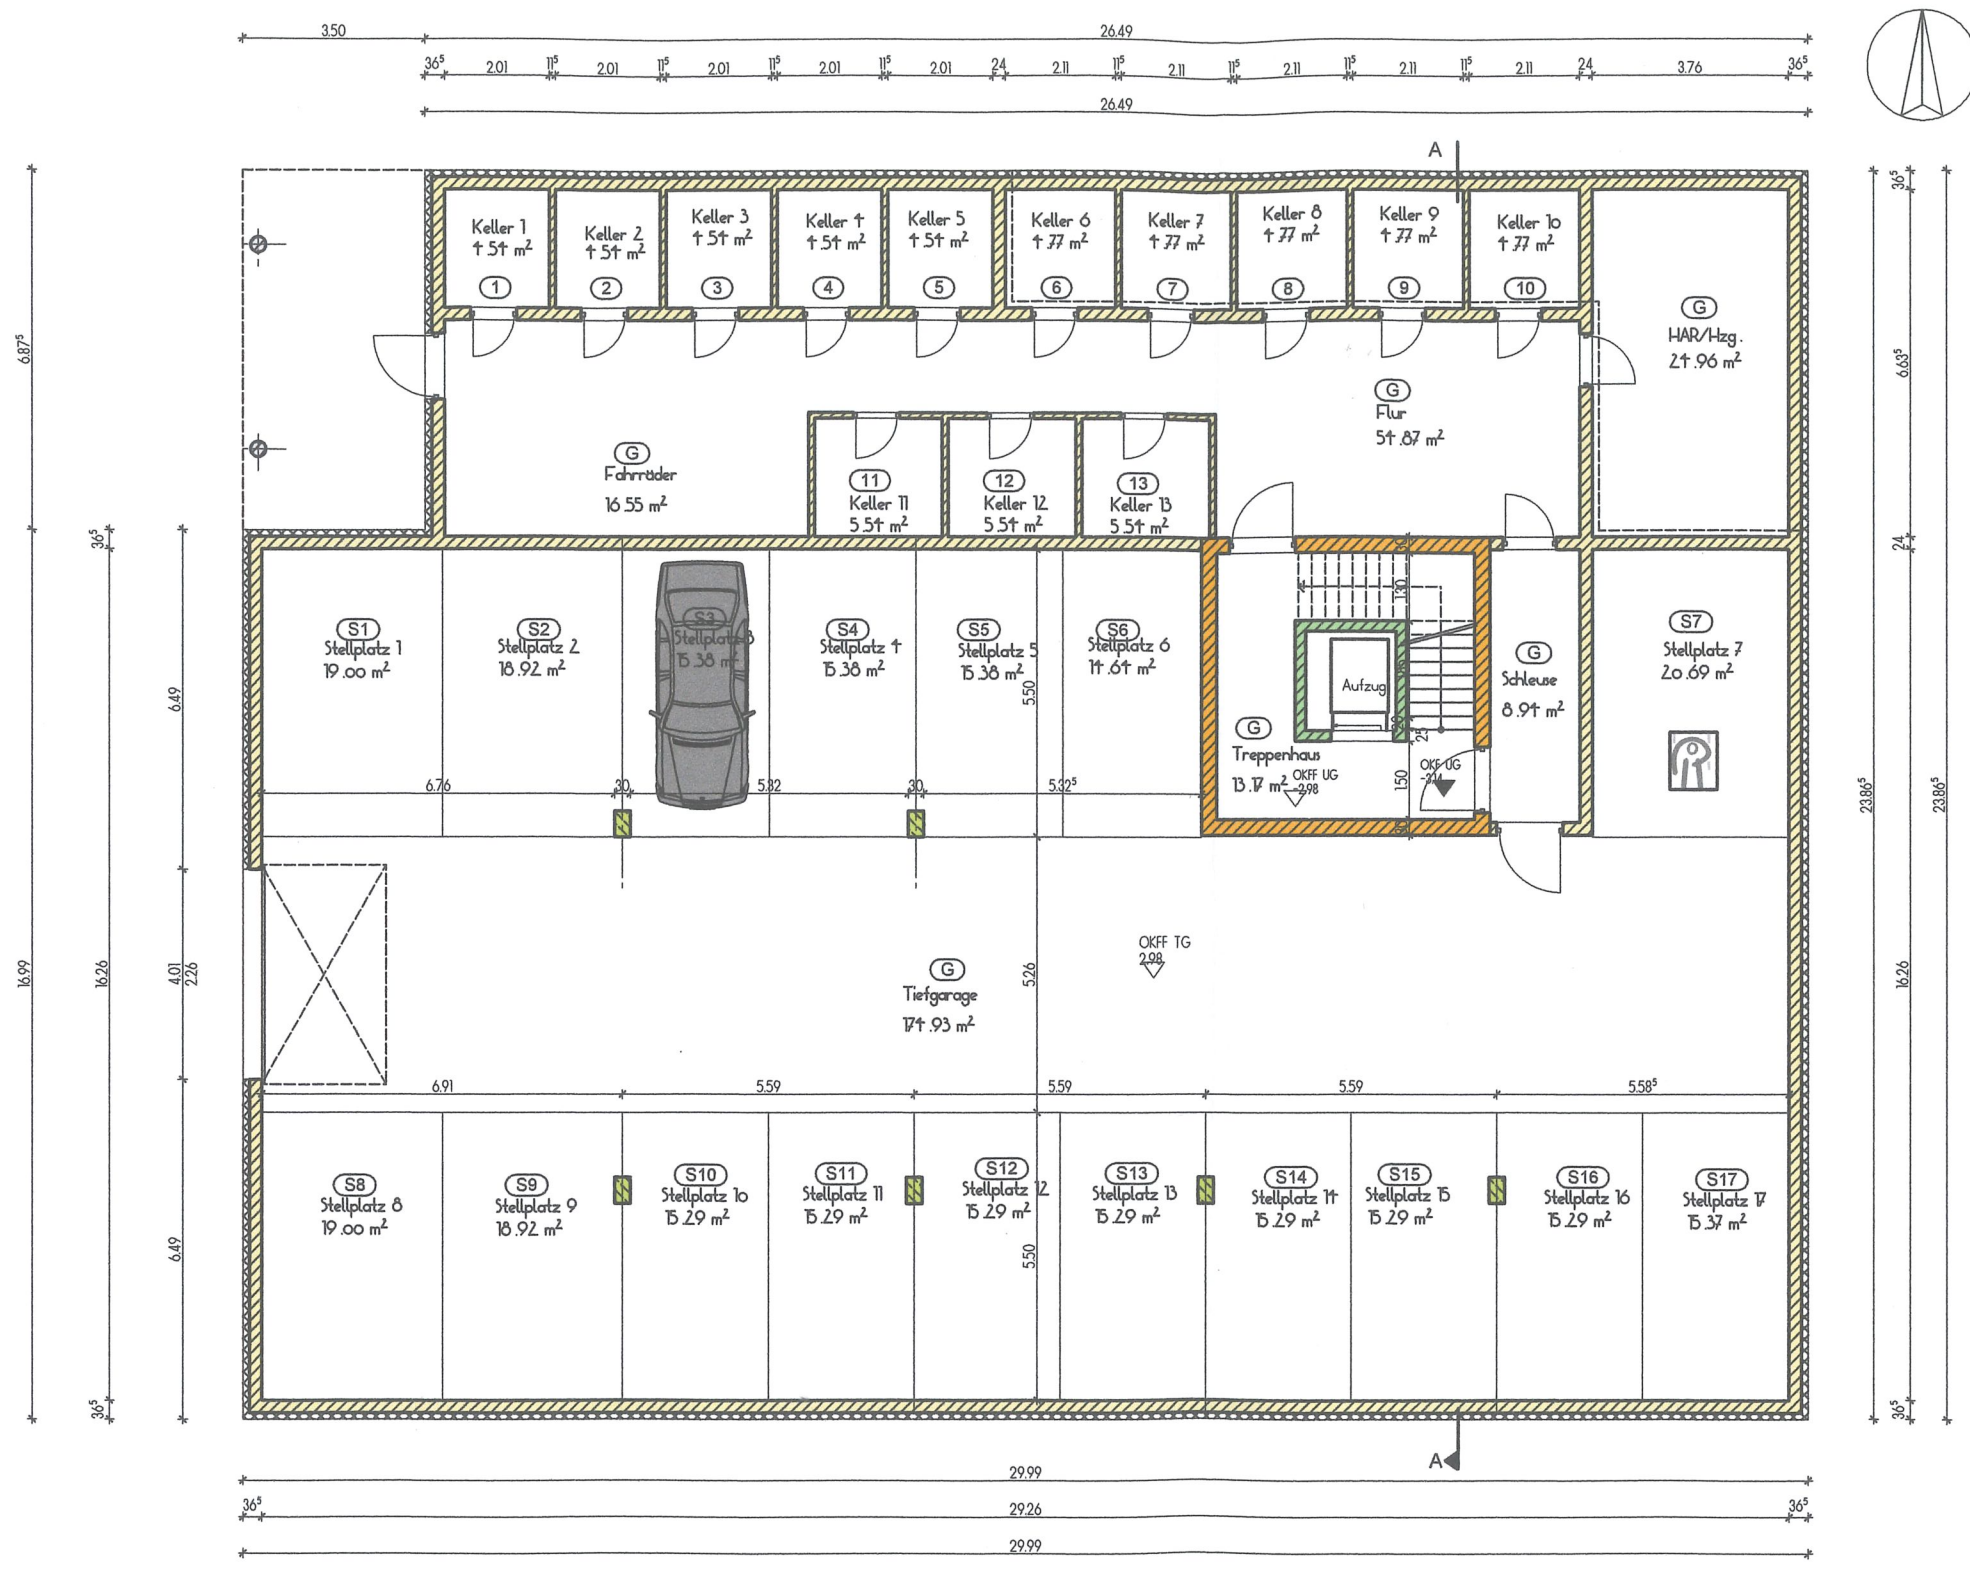 3.50
26.49
36⁵ 2.01 11⁵ 2.01 11⁵ 2.01 11⁵ 2.01 11⁵ 2.01 24 2.11 11⁵ 2.11 11⁵ 2.11 11⁵ 2.11 11⁵ 2.11 24 3.76 36⁵
26.49
A
Keller 1
4.54 m²
1
Keller 2
4.54 m²
2
Keller 3
4.54 m²
3
Keller 4
4.54 m²
4
Keller 5
4.54 m²
5
Keller 6
4.77 m²
6
Keller 7
4.77 m²
7
Keller 8
4.77 m²
8
Keller 9
4.77 m²
9
Keller 10
4.77 m²
10
G
HAR/Hzg.
24.96 m²
G
Flur
54.87 m²
G
Fahrräder
16.55 m²
11
Keller 11
5.54 m²
12
Keller 12
5.54 m²
13
Keller 13
5.54 m²
S1
Stellplatz 1
19.00 m²
S2
Stellplatz 2
18.92 m²
S3
Stellplatz 3
15.38 m²
S4
Stellplatz 4
15.38 m²
S5
Stellplatz 5
15.38 m²
S6
Stellplatz 6
14.64 m²
5.50
6.76 30 5.32 30 5.32⁵
Aufzug
G
Treppenhaus
13.17 m²
OKFF UG
-2.98
OKF UG
30
1.30
20
25
1.50
30
G
Schleuse
8.94 m²
S7
Stellplatz 7
20.69 m²
G
Tiefgarage
174.93 m²
5.26
OKFF TG
2.98
6.91 5.59 5.59 5.59 5.58⁵
S8
Stellplatz 8
19.00 m²
S9
Stellplatz 9
18.92 m²
S10
Stellplatz 10
15.29 m²
S11
Stellplatz 11
15.29 m²
S12
Stellplatz 12
15.29 m²
S13
Stellplatz 13
15.29 m²
S14
Stellplatz 14
15.29 m²
S15
Stellplatz 15
15.29 m²
S16
Stellplatz 16
15.29 m²
S17
Stellplatz 17
15.37 m²
5.50
6.87⁵
16.99
36⁵
16.26
36⁵
6.49
4.01
2.26
6.49
23.86⁵
36⁵
6.63⁵
24
16.26
36⁵
23.86⁵
A
29.99
36⁵ 29.26 36⁵
29.99